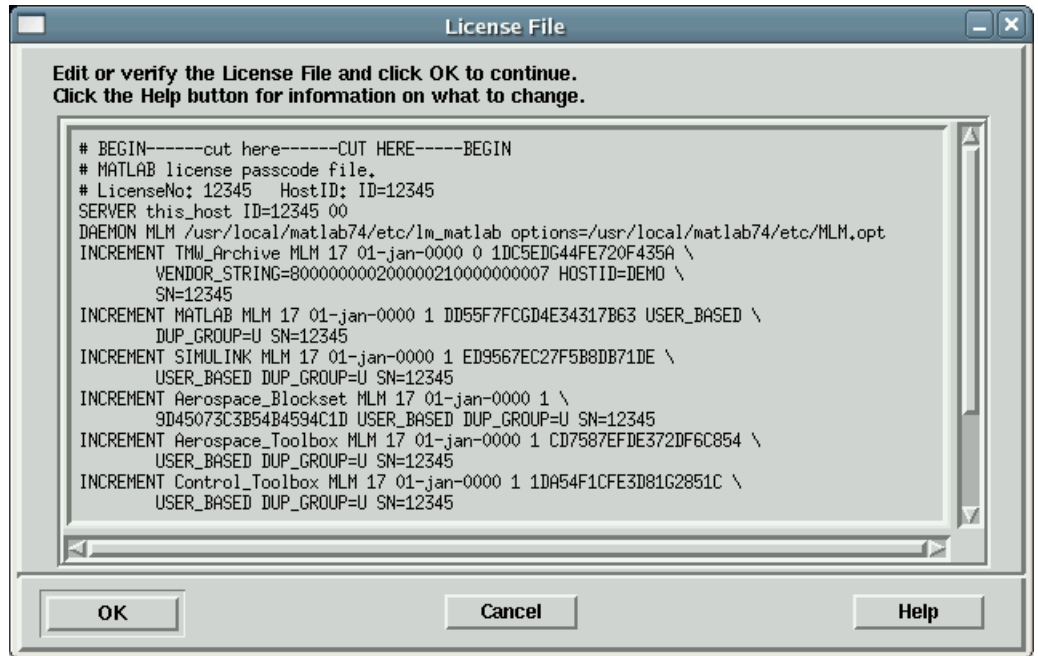 License File
Edit or verify the License File and click OK to continue.
Click the Help button for information on what to change.
# BEGIN------cut here------CUT HERE-----BEGIN
# MATLAB license passcode file.
# LicenseNo: 12345   HostID: ID=12345
SERVER this_host ID=12345 00
DAEMON MLM /usr/local/matlab74/etc/lm_matlab options=/usr/local/matlab74/etc/MLM.opt
INCREMENT TMW_Archive MLM 17 01-jan-0000 0 1DC5EDG44FE720F435A \
VENDOR_STRING=8000000002000002100000000007 HOSTID=DEMO \
SN=12345
INCREMENT MATLAB MLM 17 01-jan-0000 1 DD55F7FCGD4E34317B63 USER_BASED \
DUP_GROUP=U SN=12345
INCREMENT SIMULINK MLM 17 01-jan-0000 1 ED9567EC27F5B8DB71DE \
USER_BASED DUP_GROUP=U SN=12345
INCREMENT Aerospace_Blockset MLM 17 01-jan-0000 1 \
9D45073C3B54B4594C1D USER_BASED DUP_GROUP=U SN=12345
INCREMENT Aerospace_Toolbox MLM 17 01-jan-0000 1 CD7587EFDE372DF6C854 \
USER_BASED DUP_GROUP=U SN=12345
INCREMENT Control_Toolbox MLM 17 01-jan-0000 1 1DA54F1CFE3D81G2851C \
USER_BASED DUP_GROUP=U SN=12345
OK
Cancel
Help